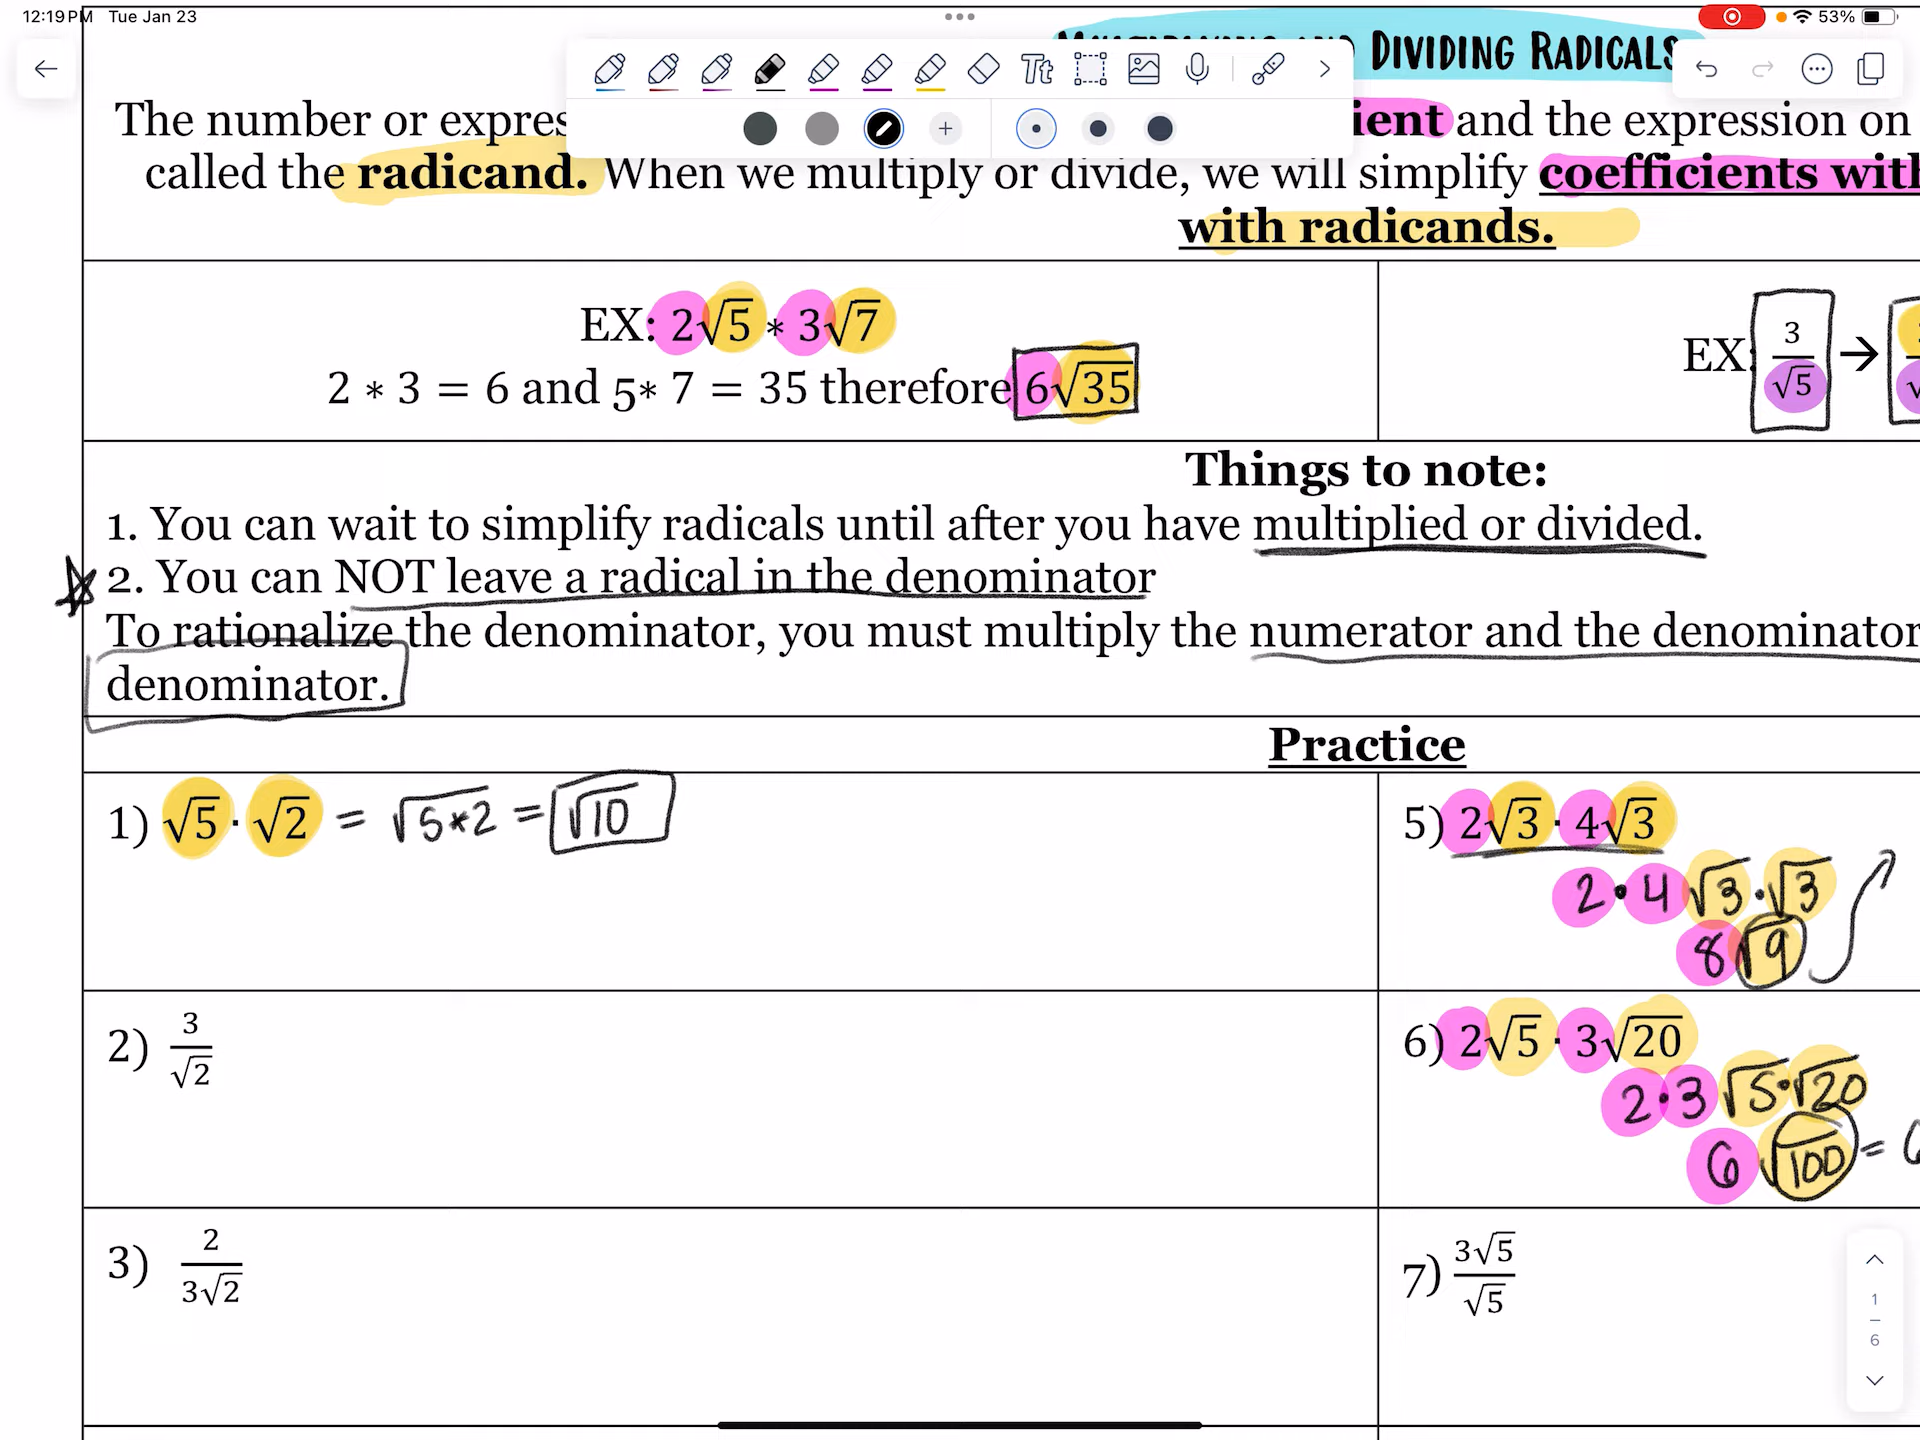 12:19 PM Tue Jan 23
53%
DIVIDING RADICALS
Tt
The number or expres
ient and the expression on
called the radicand. When we multiply or divide, we will simplify coefficients with
with radicands.
EX: 2√5 * 3√7
2 * 3 = 6 and 5* 7 = 35 therefore 6√35
EX: 3/√5 →
Things to note:
1. You can wait to simplify radicals until after you have multiplied or divided.
2. You can NOT leave a radical in the denominator
To rationalize the denominator, you must multiply the numerator and the denominator
denominator.
Practice
1) √5 · √2 = √5*2 = √10
2) 3/√2
3) 2/3√2
5) 2√3 · 4√3
2 · 4 √3 · √3
8 √9
6) 2√5 · 3√20
2 · 3 √5 · √20
6 √100 =
7) 3√5/√5
1
6